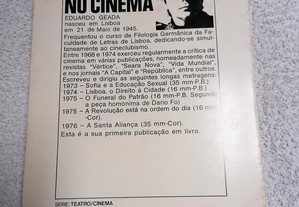 NO CINEMA
EDUARDO GEADA
nasceu em Lisboa
em 21 de Maio de 1945.
Frequentou o curso de Filologia Germânica da Fa-
culdade de Letras de Lisboa, dedicando-se simul-
taneamente ao cineclubismo.
Entre 1968 e 1974 exerceu regularmente a crítica de
cinema em várias publicações, nomeadamente nas
revistas "Vértice", "Seara Nova", "Vida Mundial",
e nos jornais "A Capital" e "República", entre outros.
Escreveu e dirigiu as seguintes longas metragens:
1973 – Sofia e a Educação Sexual (35 mm-P.B.)
1974 – Lisboa, o Direito à Cidade (16 mm-P.B.)
1975 – O Funeral do Patrão (16 mm-P.B. Segundo
a peça homónima de Dario Fo)
1975 – A Revolução está na ordem do dia (16 mm-
-Cor).
1976 – A Santa Aliança (35 mm-Cor).
Esta é a sua primeira publicação em livro.
SÉRIE: TEATRO/CINEMA